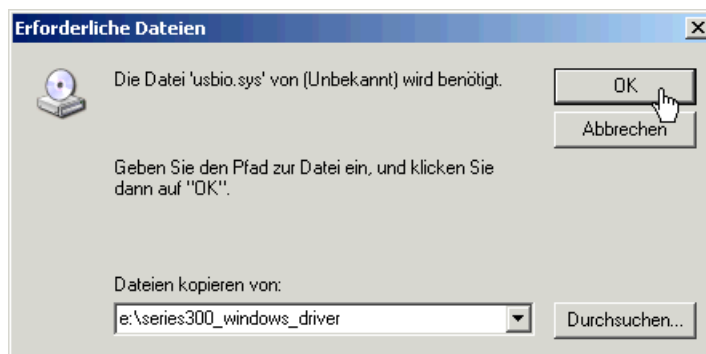 Erforderliche Dateien
Die Datei 'usbio.sys' von (Unbekannt) wird benötigt.
OK
Abbrechen
Geben Sie den Pfad zur Datei ein, und klicken Sie
dann auf "OK".
Dateien kopieren von:
e:\series300_windows_driver
Durchsuchen...